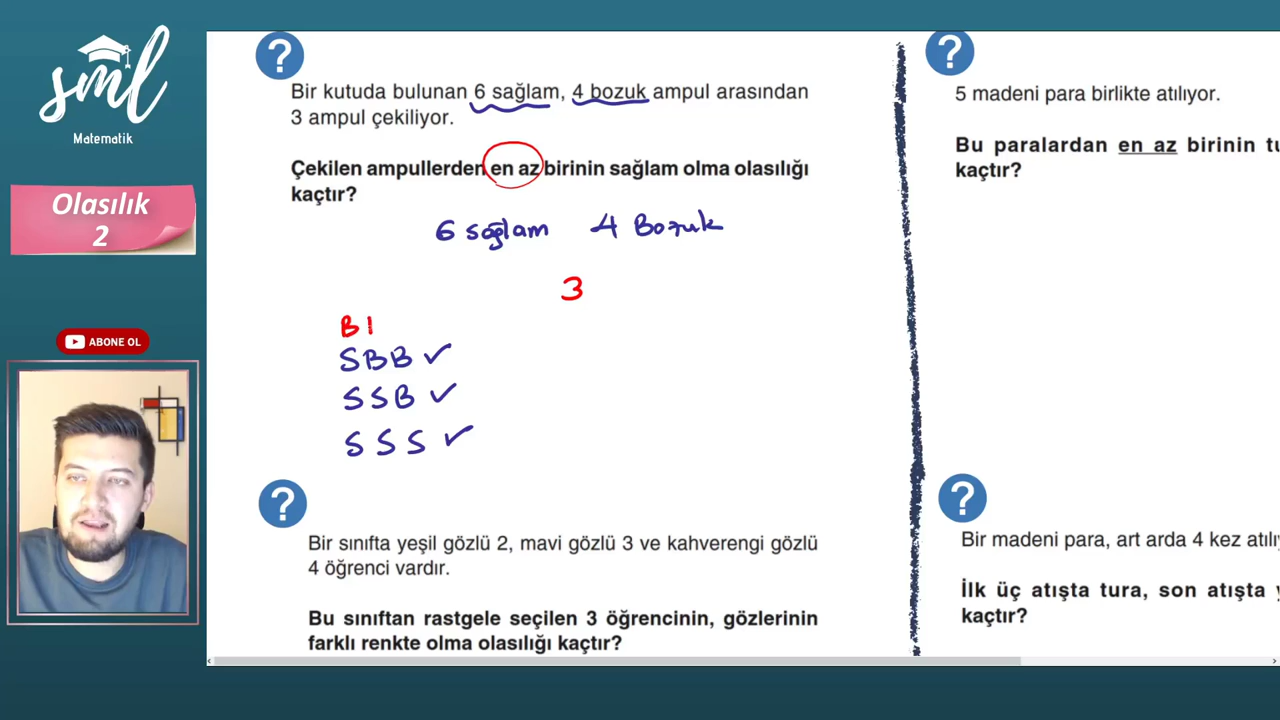 sml
Matematik
Olasılık
2
ABONE OL
?
Bir kutuda bulunan 6 sağlam, 4 bozuk ampul arasından
3 ampul çekiliyor.
Çekilen ampullerden en az birinin sağlam olma olasılığı
kaçtır?
6 sağlam 4 Bozuk
3
B I
SBB ✓
SSB ✓
SSS ✓
?
Bir sınıfta yeşil gözlü 2, mavi gözlü 3 ve kahverengi gözlü
4 öğrenci vardır.
Bu sınıftan rastgele seçilen 3 öğrencinin, gözlerinin
farklı renkte olma olasılığı kaçtır?
?
5 madeni para birlikte atılıyor.
Bu paralardan en az birinin tu
kaçtır?
?
Bir madeni para, art arda 4 kez atılı
İlk üç atışta tura, son atışta
kaçtır?